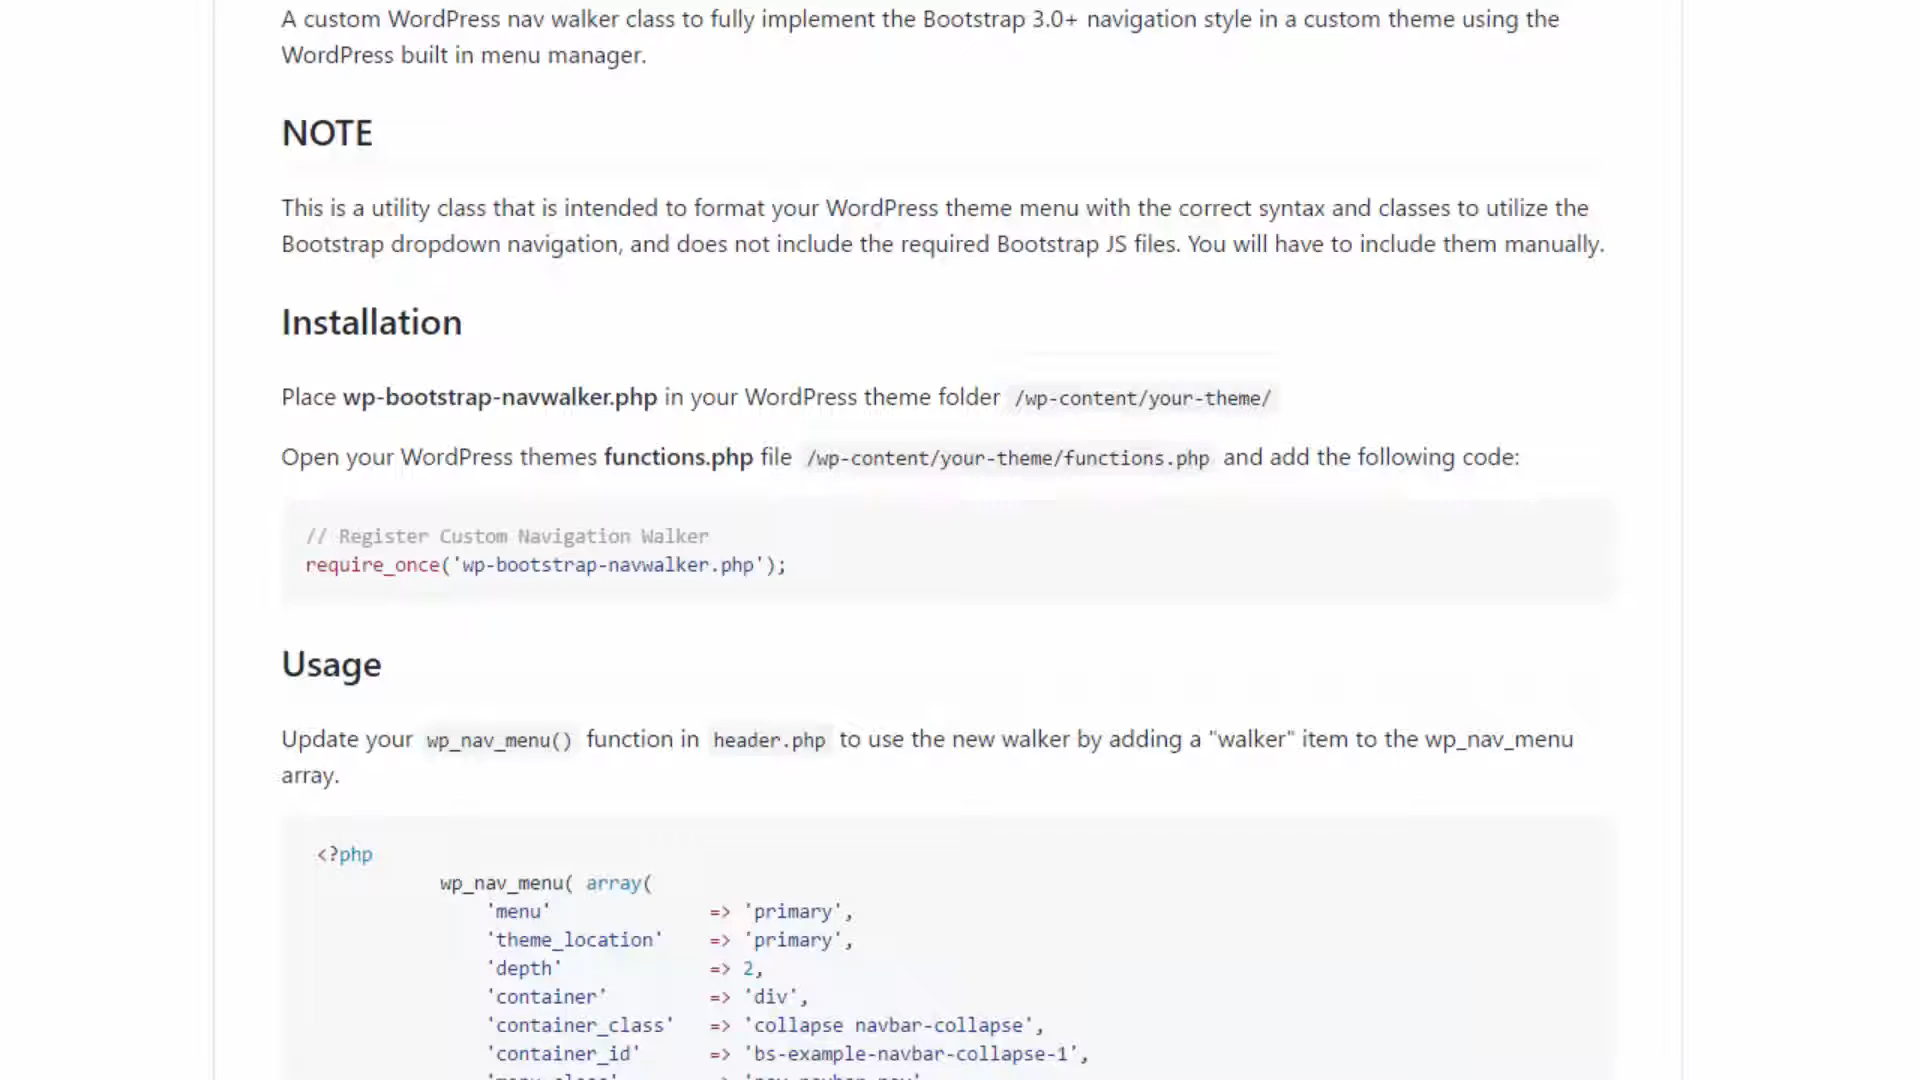 A custom WordPress nav walker class to fully implement the Bootstrap 3.0+ navigation style in a custom theme using the
WordPress built in menu manager.
NOTE
This is a utility class that is intended to format your WordPress theme menu with the correct syntax and classes to utilize the
Bootstrap dropdown navigation, and does not include the required Bootstrap JS files. You will have to include them manually.
Installation
Place wp-bootstrap-navwalker.php in your WordPress theme folder /wp-content/your-theme/
Open your WordPress themes functions.php file /wp-content/your-theme/functions.php and add the following code:
// Register Custom Navigation Walker
require_once('wp-bootstrap-navwalker.php');
Usage
Update your wp_nav_menu() function in header.php to use the new walker by adding a "walker" item to the wp_nav_menu
array.
<?php
wp_nav_menu( array(
'menu' => 'primary',
'theme_location' => 'primary',
'depth' => 2,
'container' => 'div',
'container_class' => 'collapse navbar-collapse',
'container_id' => 'bs-example-navbar-collapse-1',